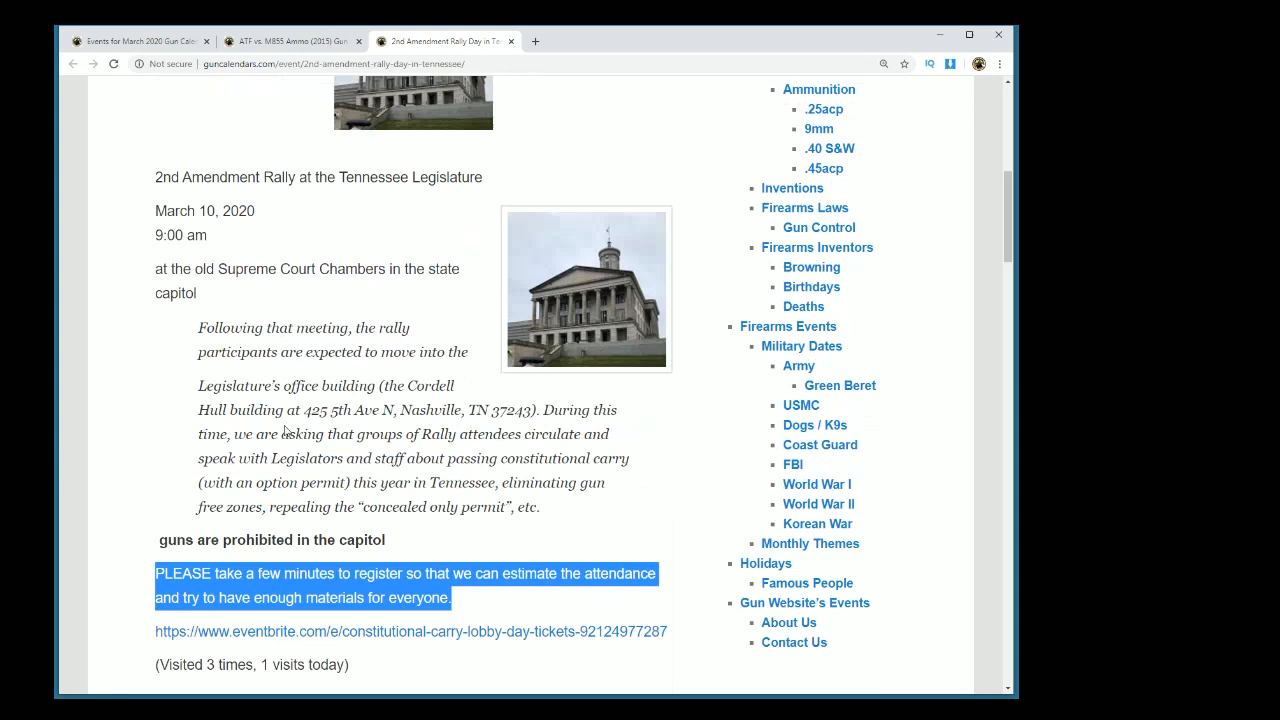 Events for March 2020 Gun Cale
ATF vs. M855 Ammo (2015) Gun
2nd Amendment Rally Day in Te
Not secure
guncalendars.com/event/2nd-amendment-rally-day-in-tennessee/
2nd Amendment Rally at the Tennessee Legislature
March 10, 2020
9:00 am
at the old Supreme Court Chambers in the state
capitol
Following that meeting, the rally
participants are expected to move into the
Legislature's office building (the Cordell
Hull building at 425 5th Ave N, Nashville, TN 37243). During this
time, we are asking that groups of Rally attendees circulate and
speak with Legislators and staff about passing constitutional carry
(with an option permit) this year in Tennessee, eliminating gun
free zones, repealing the "concealed only permit", etc.
guns are prohibited in the capitol
PLEASE take a few minutes to register so that we can estimate the attendance
and try to have enough materials for everyone.
https://www.eventbrite.com/e/constitutional-carry-lobby-day-tickets-92124977287
(Visited 3 times, 1 visits today)
Ammunition
.25acp
9mm
.40 S&W
.45acp
Inventions
Firearms Laws
Gun Control
Firearms Inventors
Browning
Birthdays
Deaths
Firearms Events
Military Dates
Army
Green Beret
USMC
Dogs / K9s
Coast Guard
FBI
World War I
World War II
Korean War
Monthly Themes
Holidays
Famous People
Gun Website's Events
About Us
Contact Us